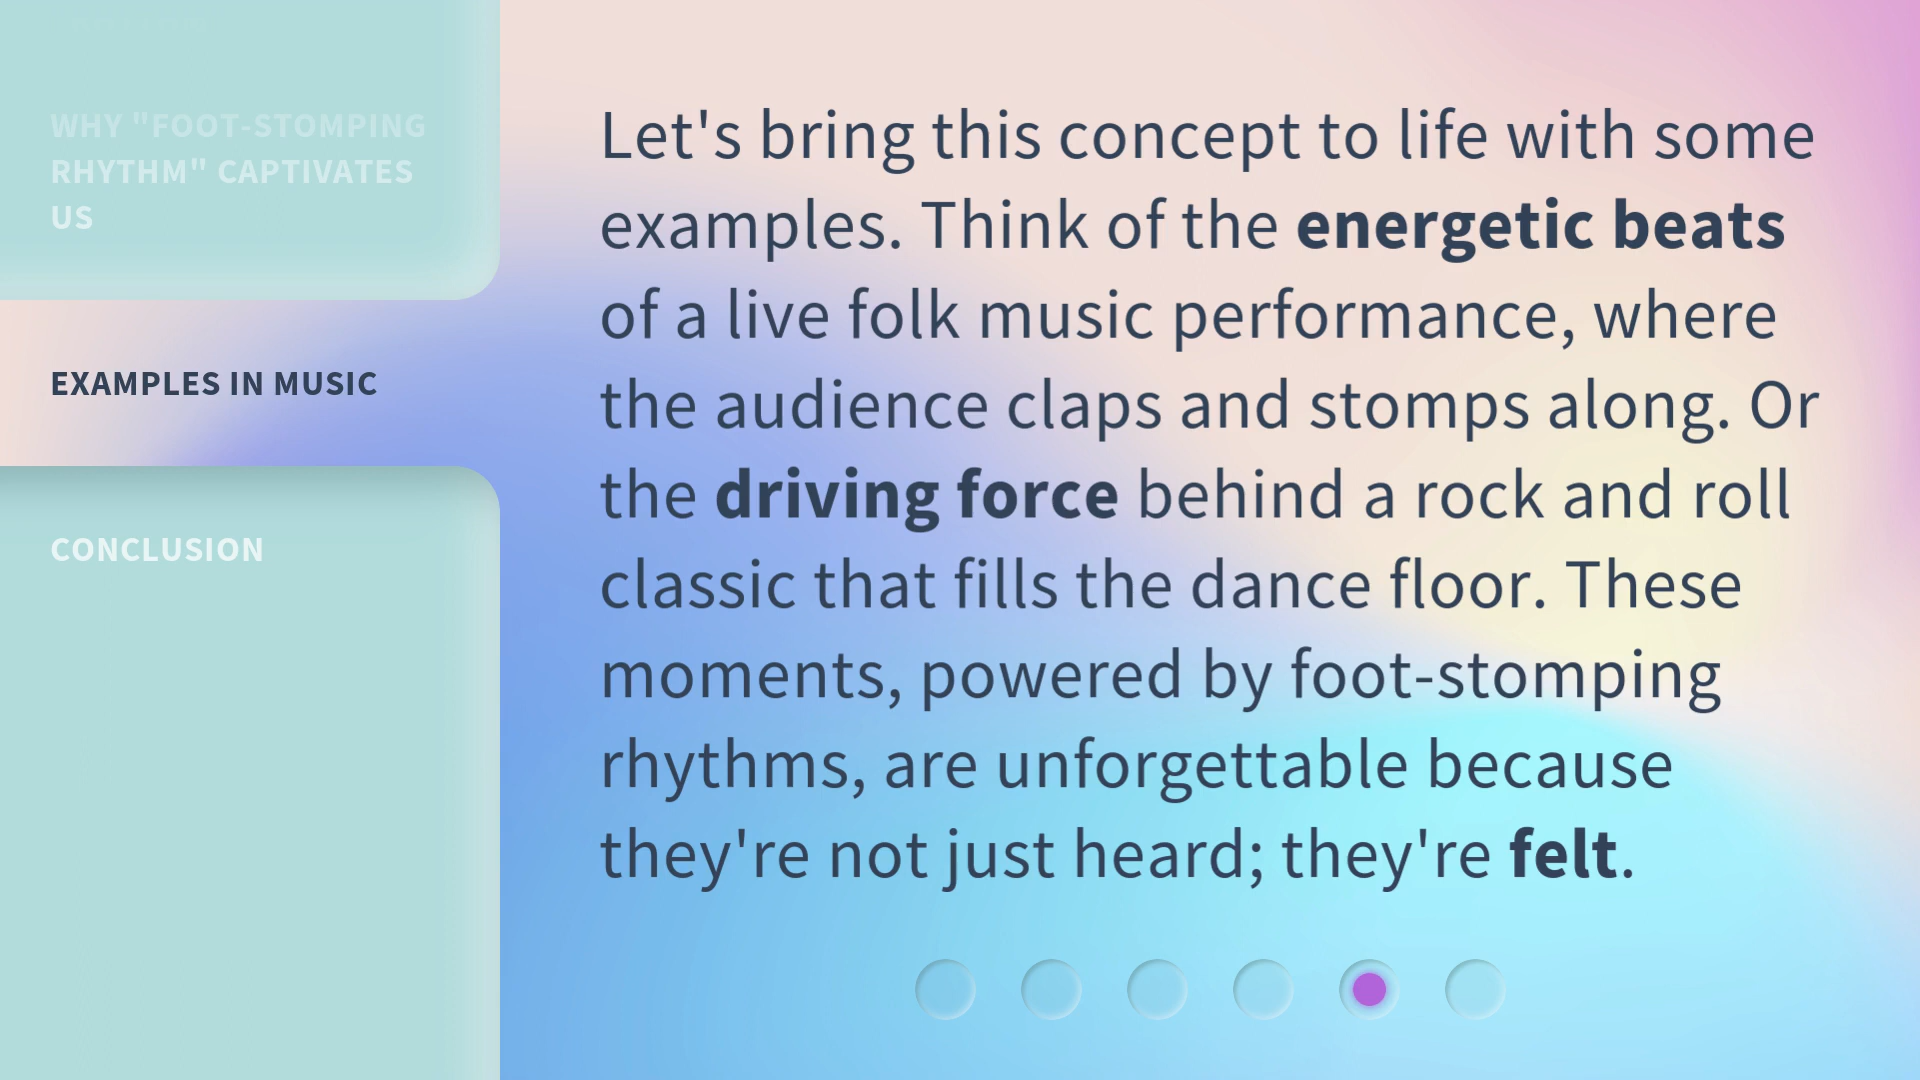 WHY "FOOT-STOMPING
RHYTHM" CAPTIVATES
US
EXAMPLES IN MUSIC
CONCLUSION
Let's bring this concept to life with some
examples. Think of the energetic beats
of a live folk music performance, where
the audience claps and stomps along. Or
the driving force behind a rock and roll
classic that fills the dance floor. These
moments, powered by foot-stomping
rhythms, are unforgettable because
they're not just heard; they're felt.